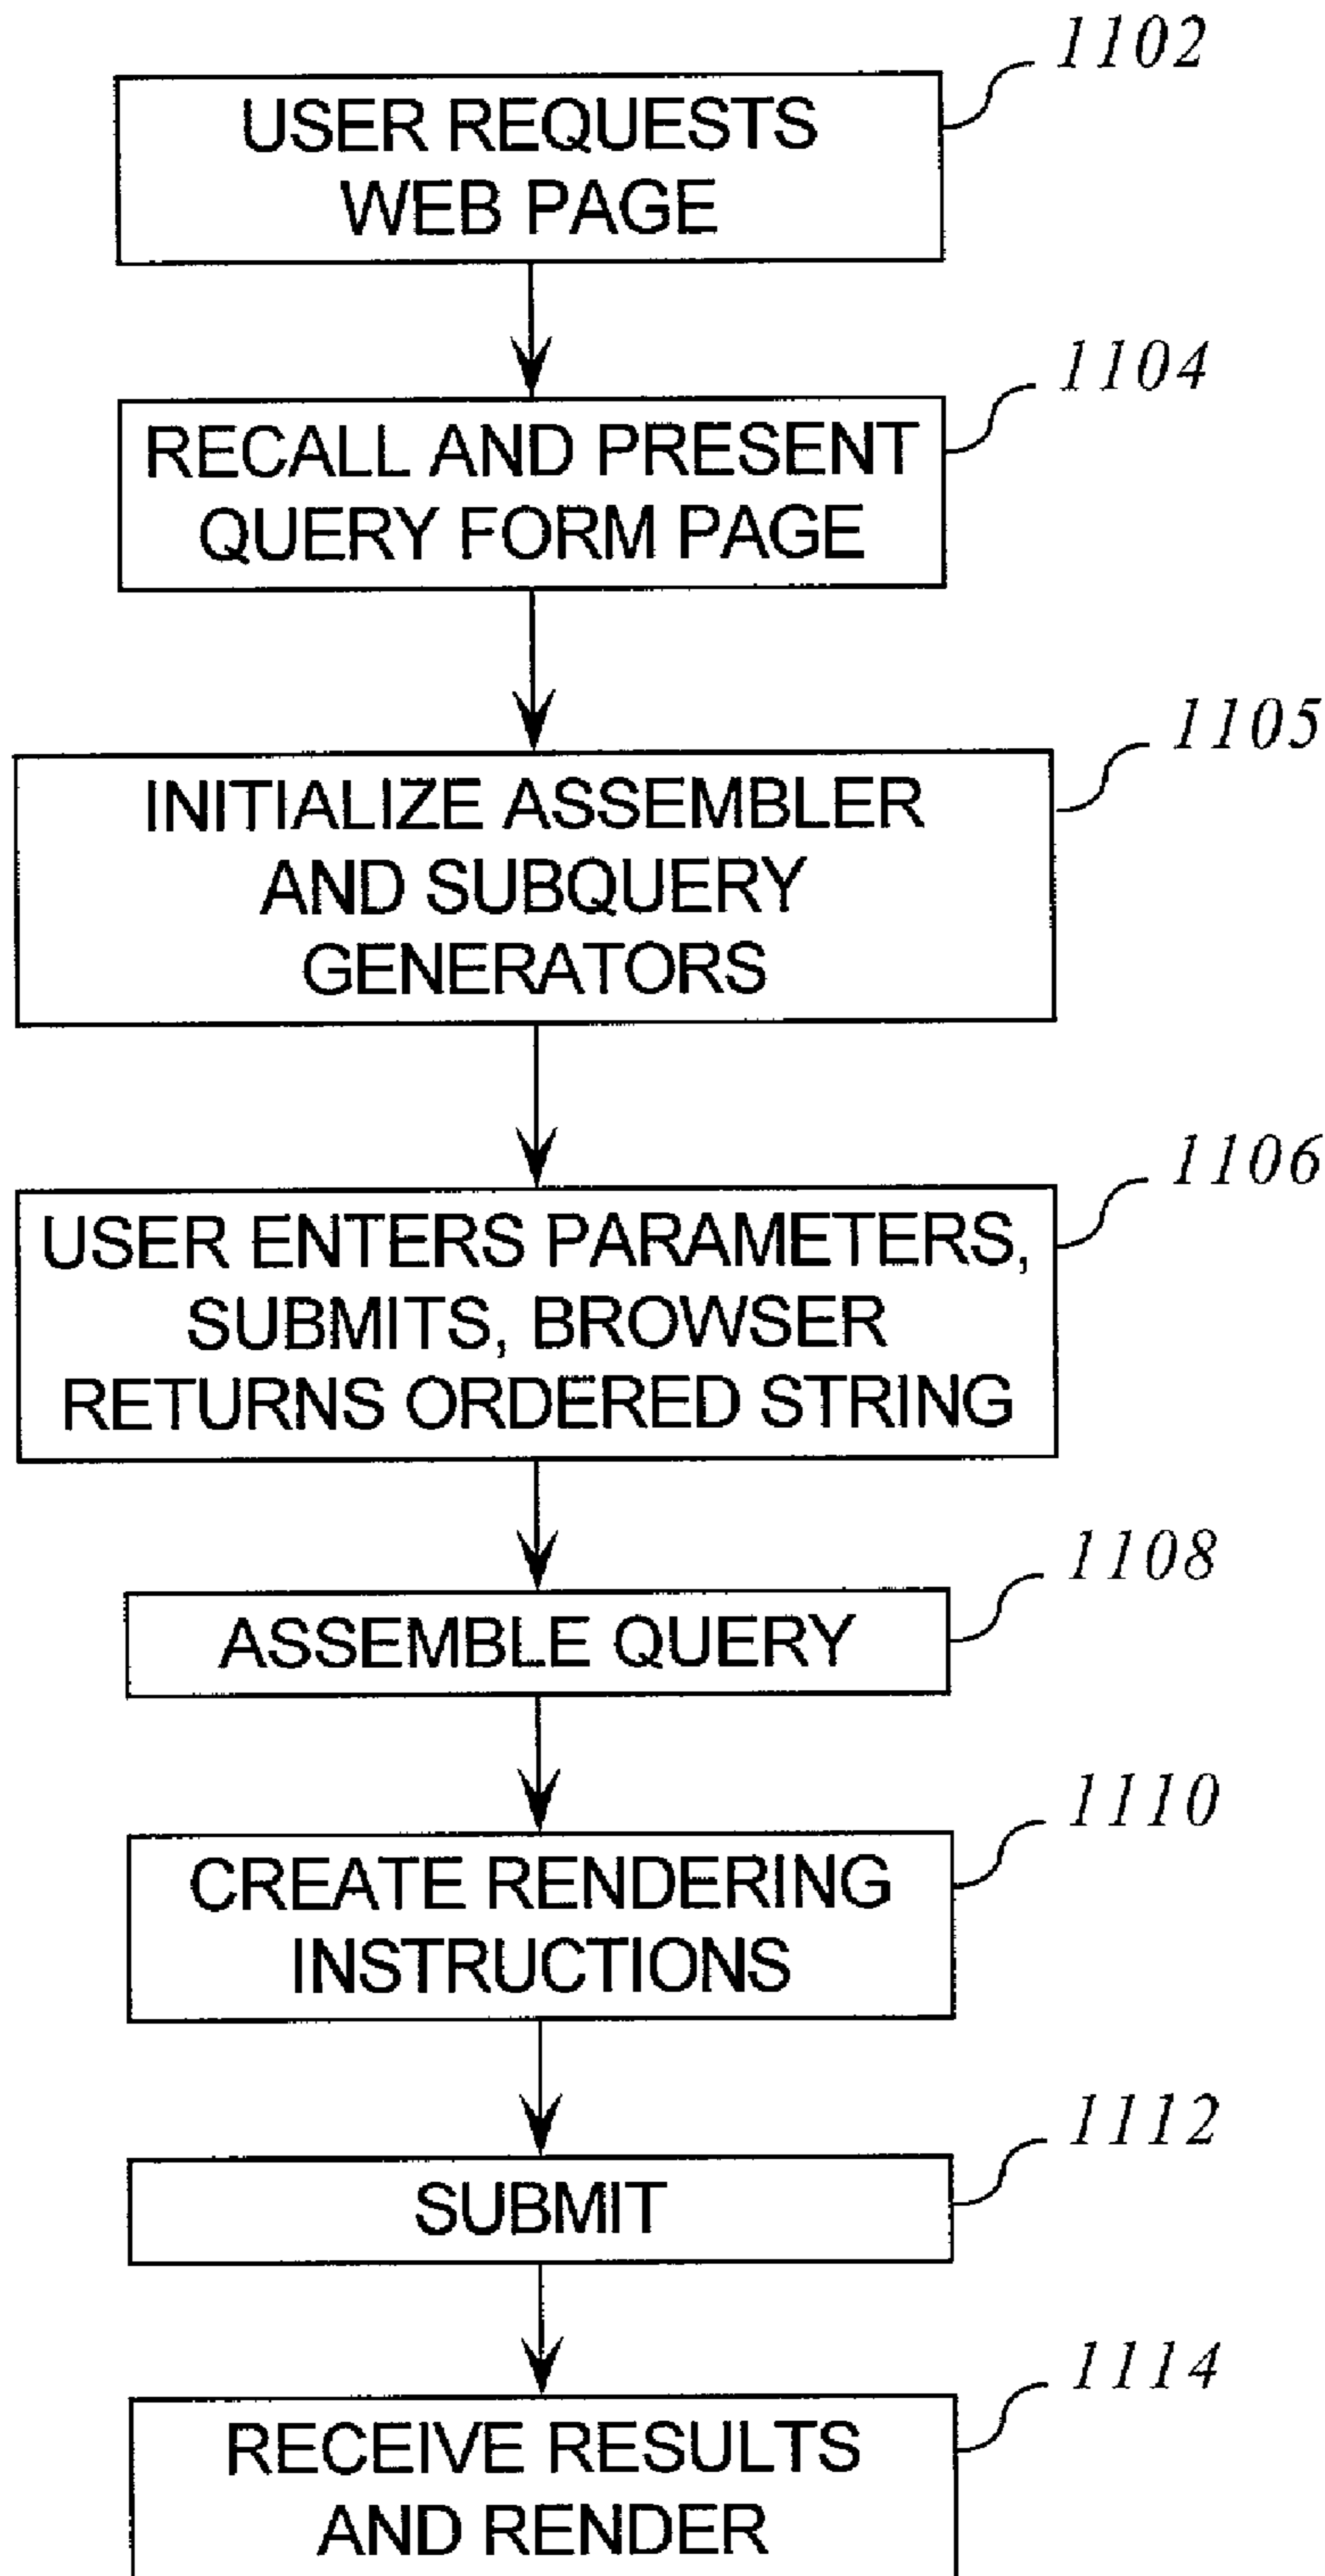 1102
USER REQUESTS
WEB PAGE
1104
RECALL AND PRESENT
QUERY FORM PAGE
1105
INITIALIZE ASSEMBLER
AND SUBQUERY
GENERATORS
1106
USER ENTERS PARAMETERS,
SUBMITS, BROWSER
RETURNS ORDERED STRING
1108
ASSEMBLE QUERY
1110
CREATE RENDERING
INSTRUCTIONS
1112
SUBMIT
1114
RECEIVE RESULTS
AND RENDER